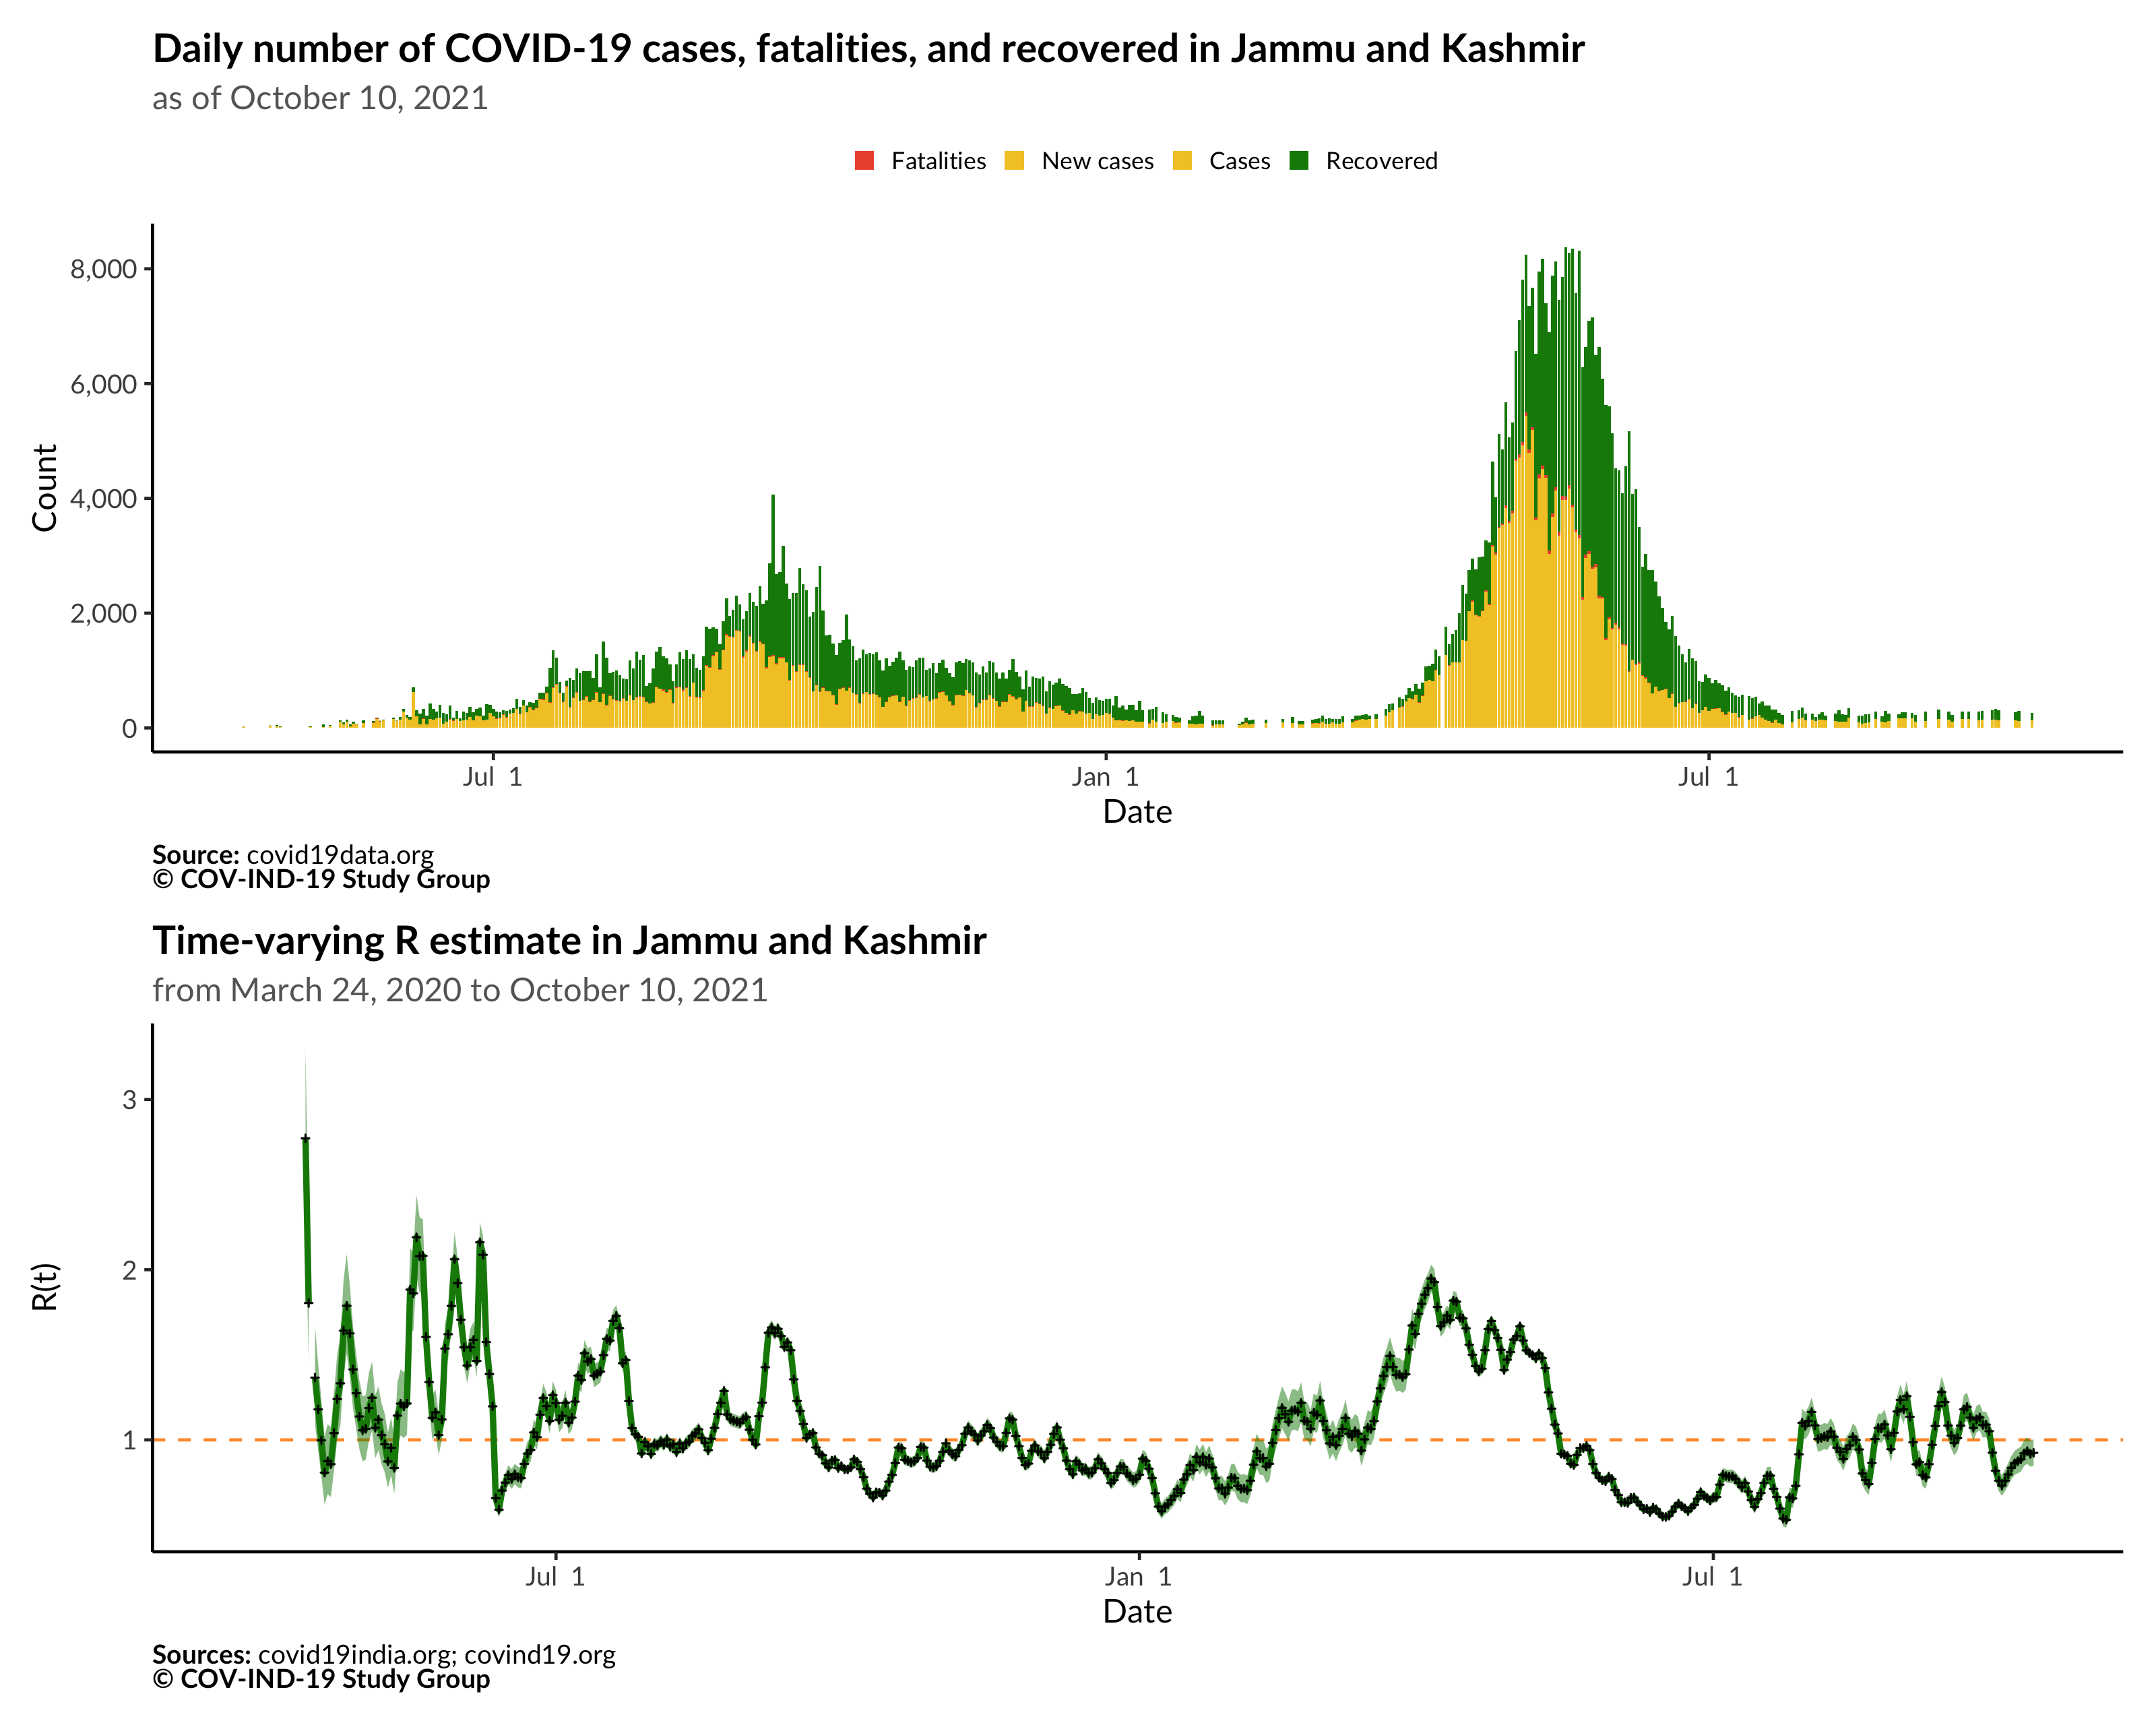 Daily number of COVID-19 cases, fatalities, and recovered in Jammu and Kashmir
as of October 10, 2021
Fatalities New cases Cases Recovered
8,000
6,000
4,000
2,000
0
Count
Jul 1 Jan 1 Jul 1
Date
Source: covid19data.org
© COV-IND-19 Study Group
Time-varying R estimate in Jammu and Kashmir
from March 24, 2020 to October 10, 2021
3
2
1
R(t)
Jul 1 Jan 1 Jul 1
Date
Sources: covid19india.org; covind19.org
© COV-IND-19 Study Group